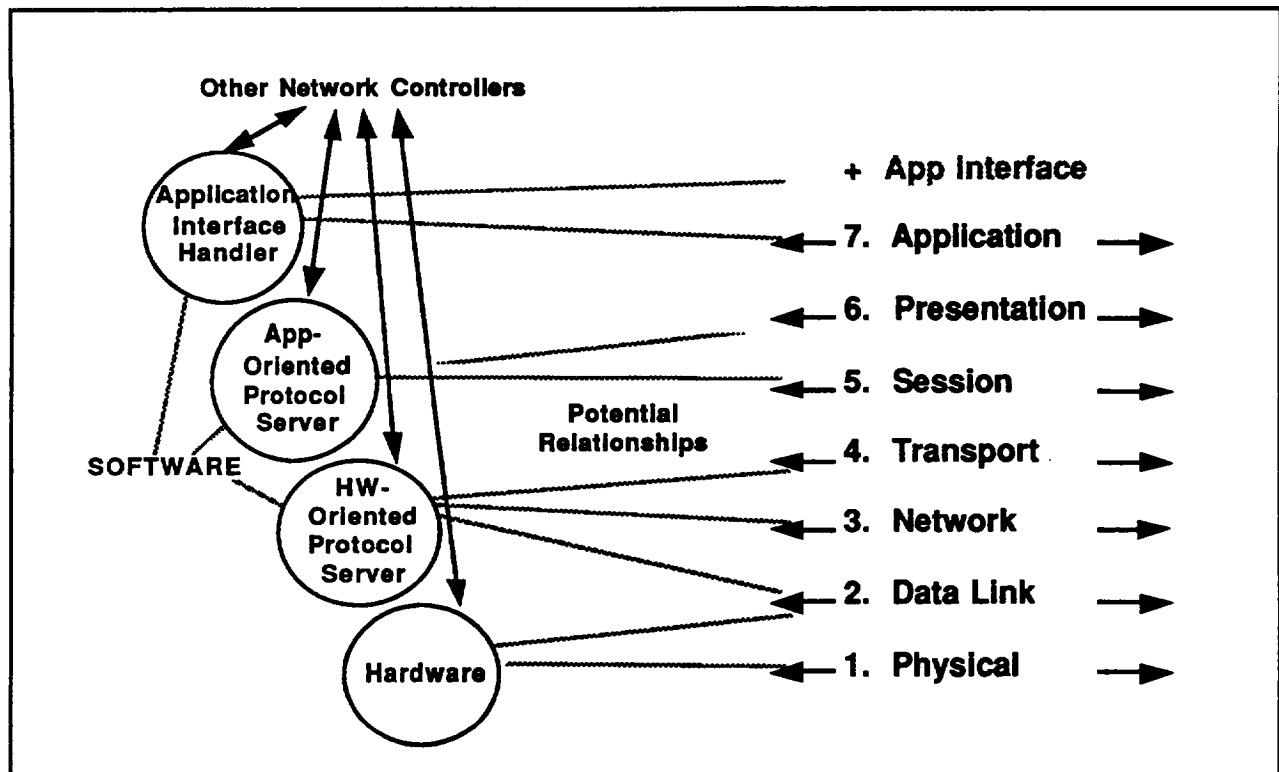 Other Network Controllers
Application
Interface
Handler
App-
Oriented
Protocol
Server
SOFTWARE
HW-
Oriented
Protocol
Server
Hardware
Potential
Relationships
+ App Interface
7. Application
6. Presentation
5. Session
4. Transport
3. Network
2. Data Link
1. Physical